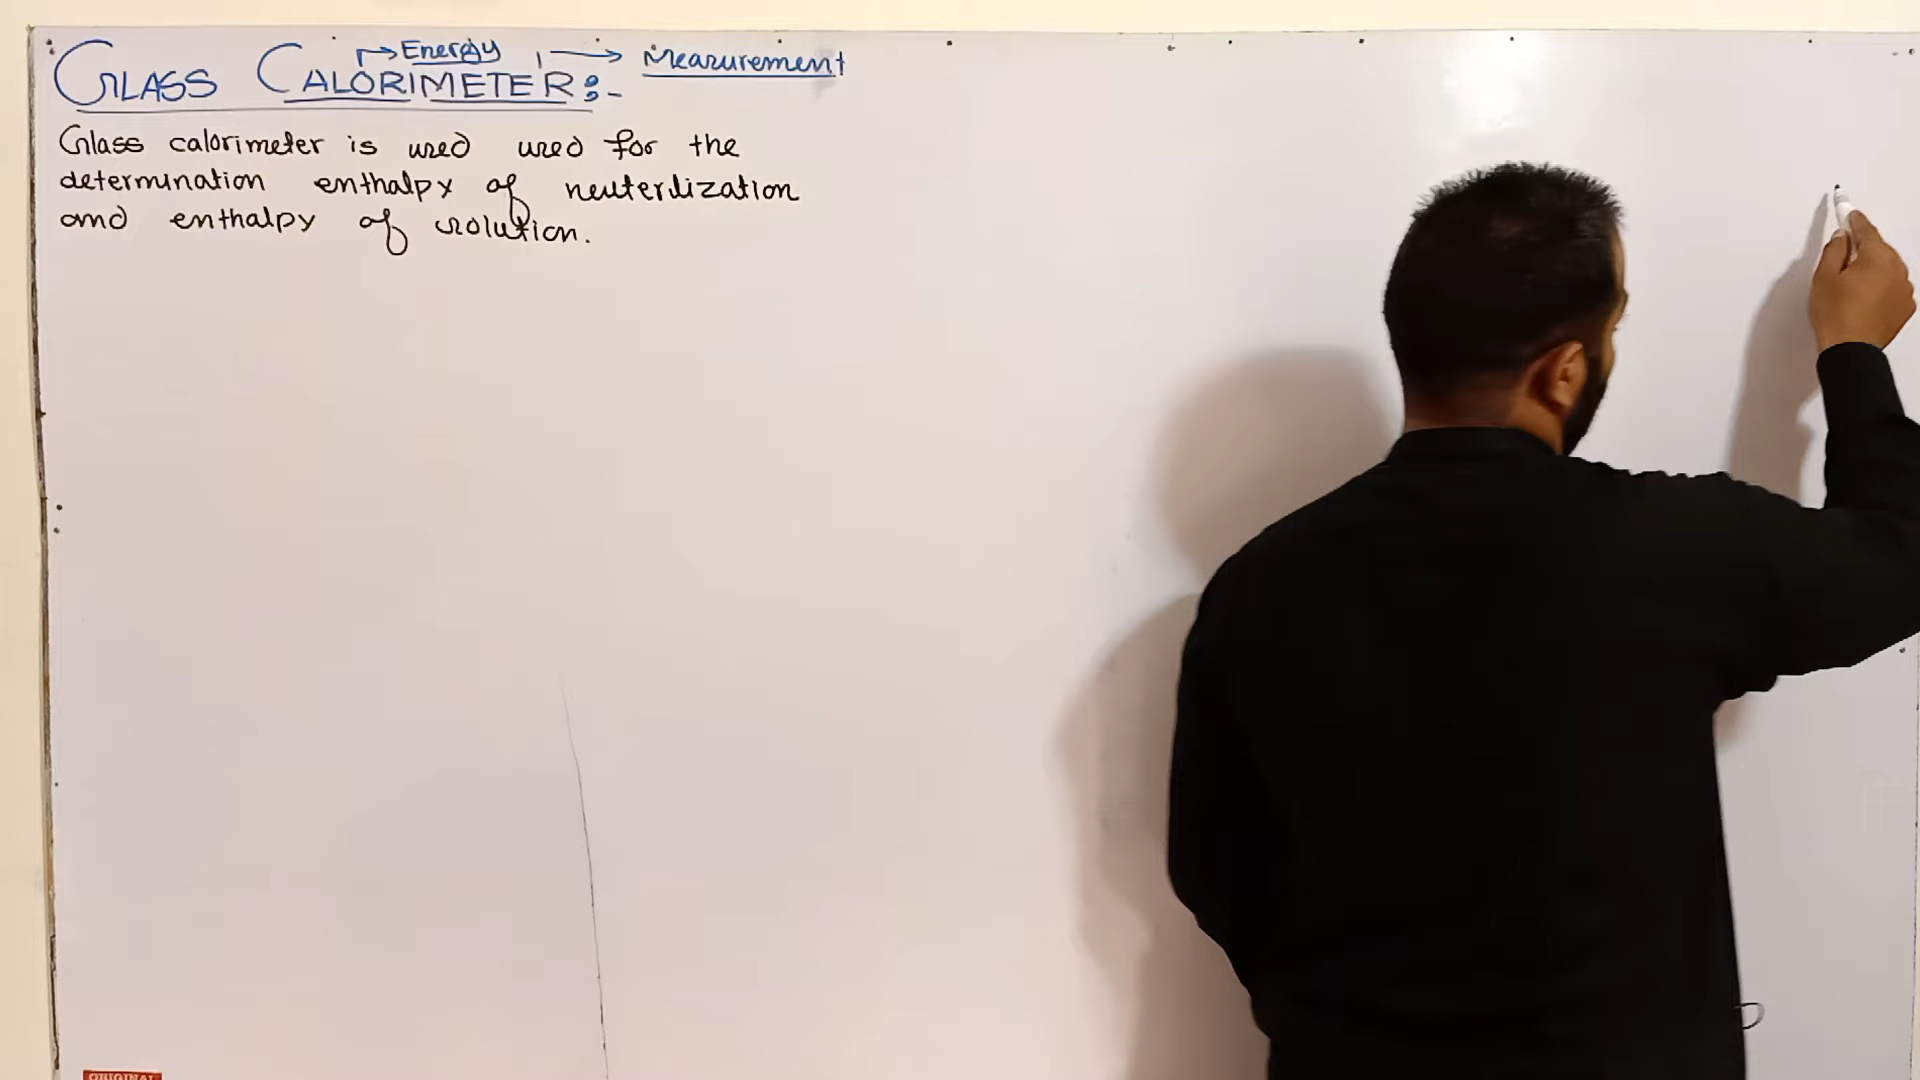 Energy → Measurement
GLASS CALORIMETER:-
Glass calorimeter is used used for the
determination enthalpy of neuterlization
and enthalpy of solution.
ORIGINAL